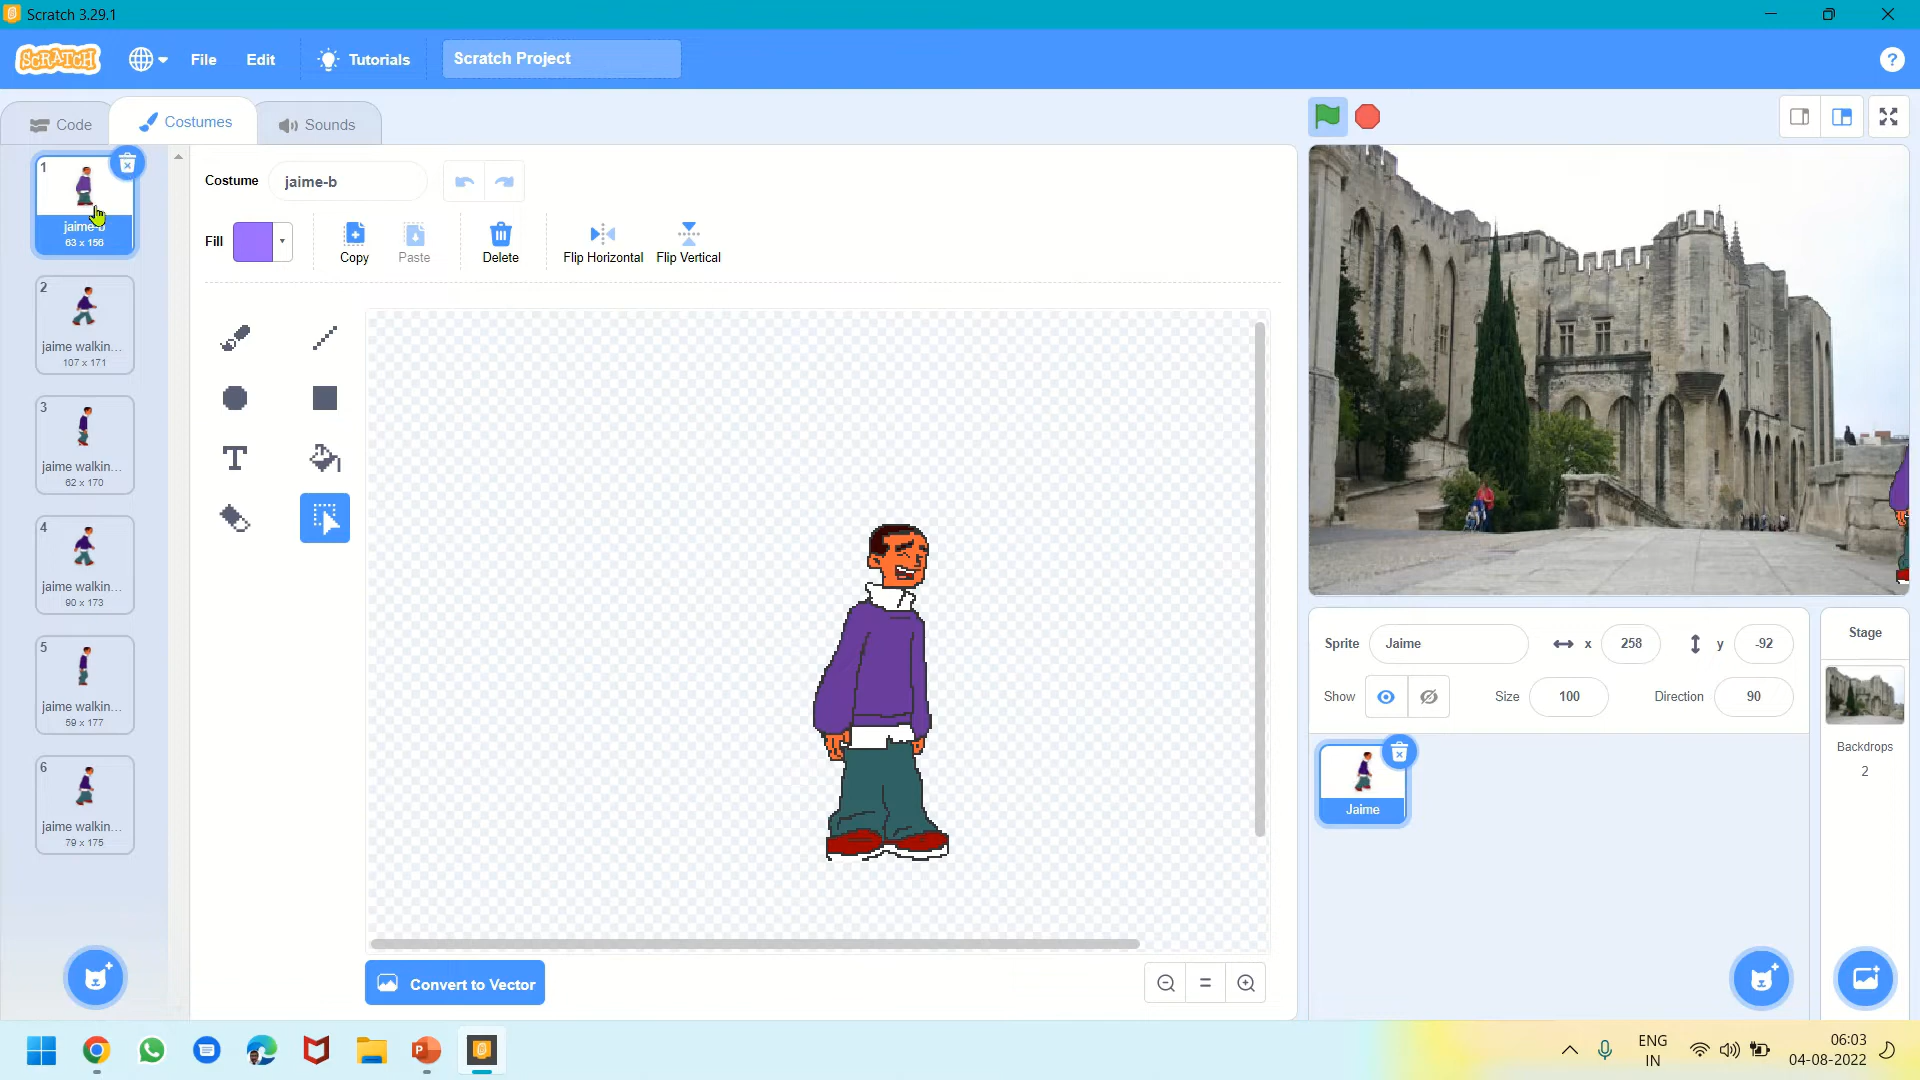 Scratch 3.29.1
SCRATCH
File
Edit
Tutorials
Scratch Project
?
Code
Costumes
Sounds
1
jaime-b
63 x 156
2
jaime walkin...
107 x 171
3
jaime walkin...
62 x 170
4
jaime walkin...
90 x 173
5
jaime walkin...
59 x 177
6
jaime walkin...
79 x 175
Costume
jaime-b
Fill
Copy
Paste
Delete
Flip Horizontal
Flip Vertical
T
Convert to Vector
=
Sprite
Jaime
x
258
y
-92
Show
Size
100
Direction
90
Jaime
Stage
Backdrops
2
ENG
IN
06:03
04-08-2022